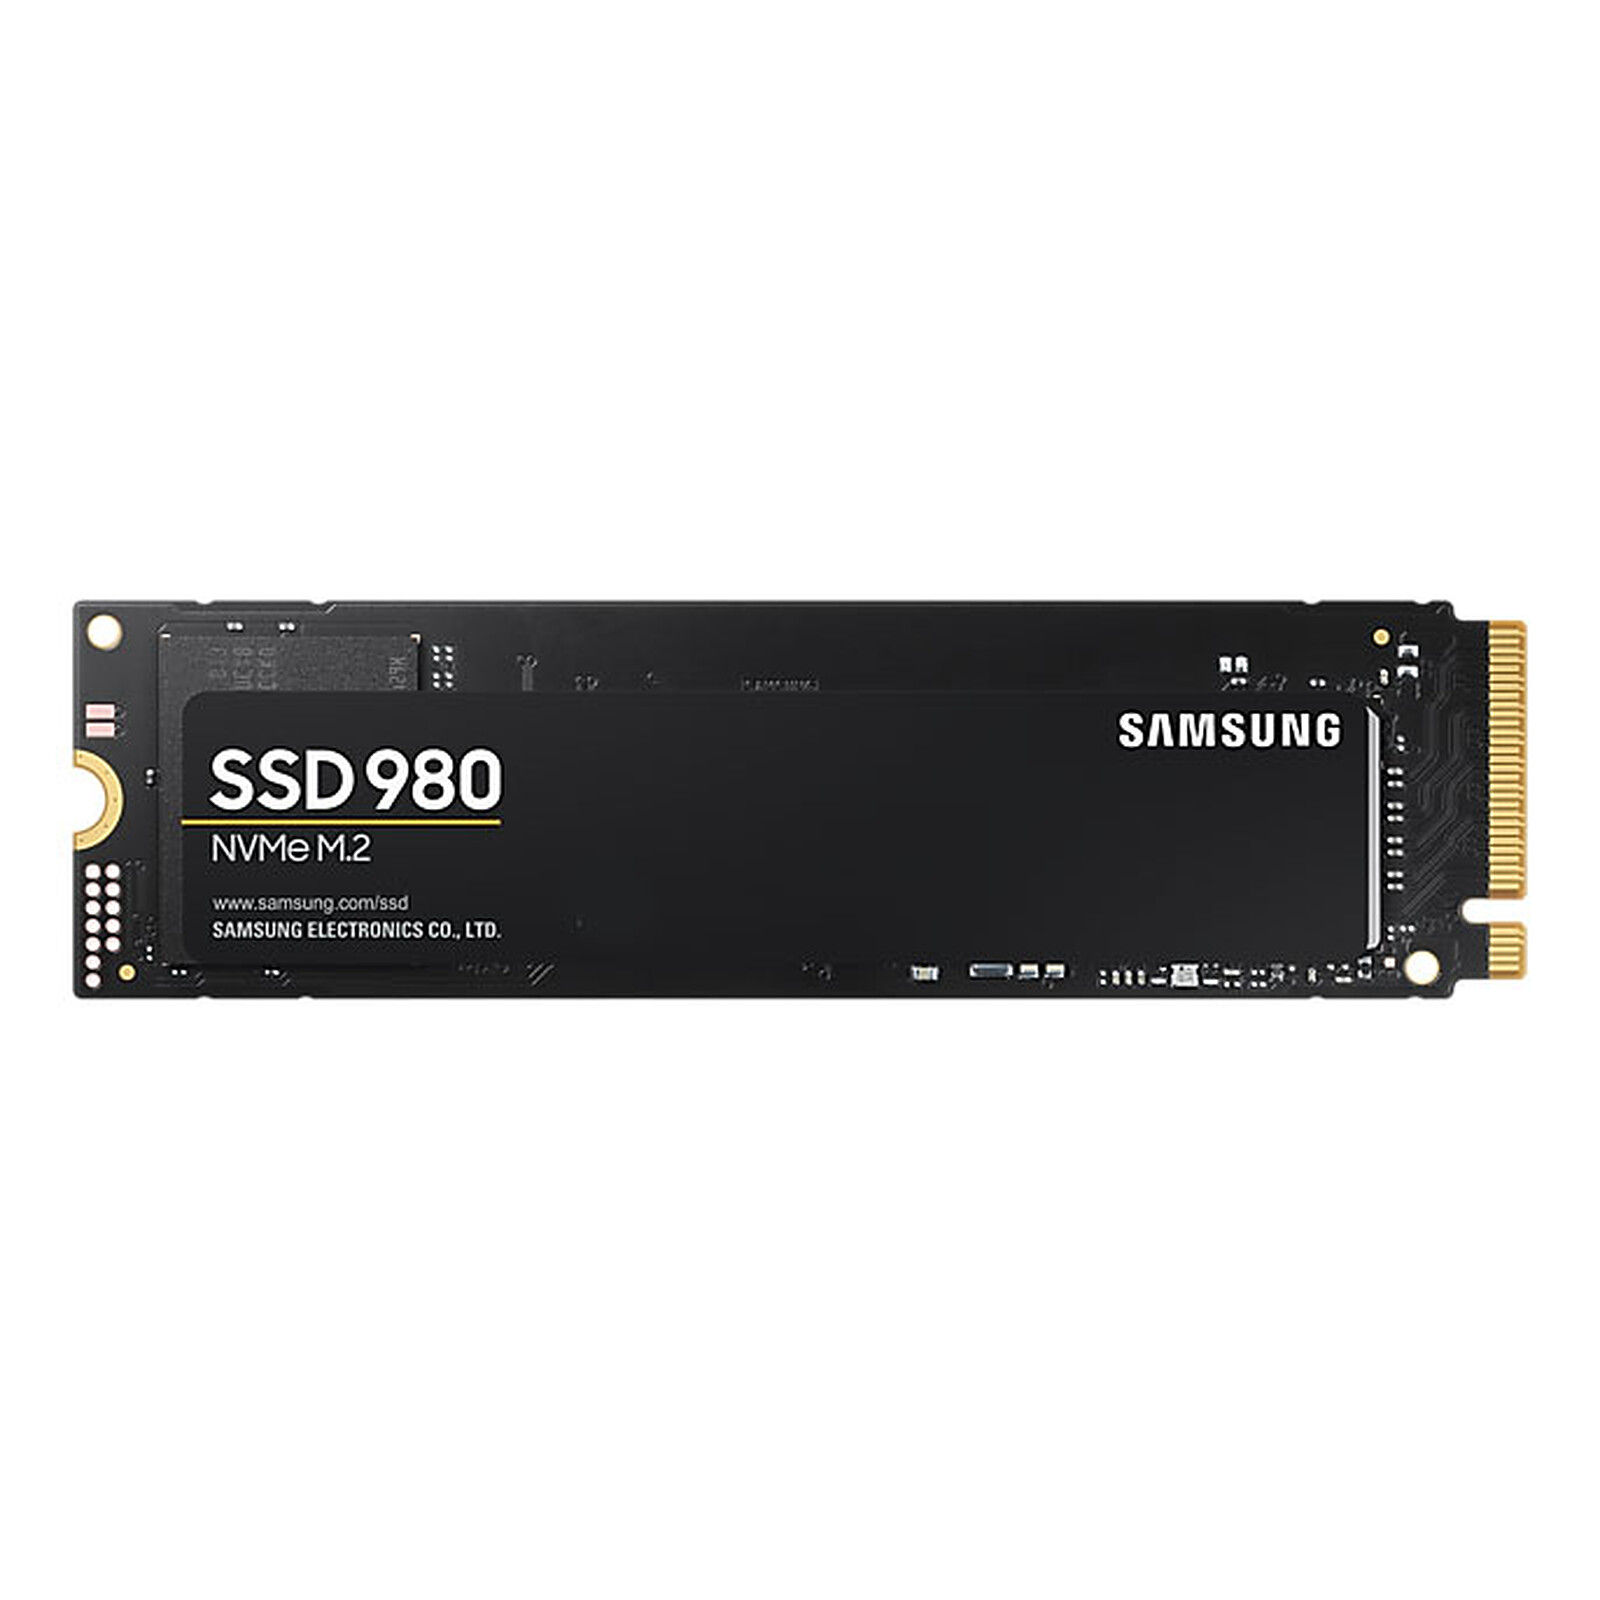 SAMSUNG
SSD 980
NVMe M.2
www.samsung.com/ssd
SAMSUNG ELECTRONICS CO., LTD.